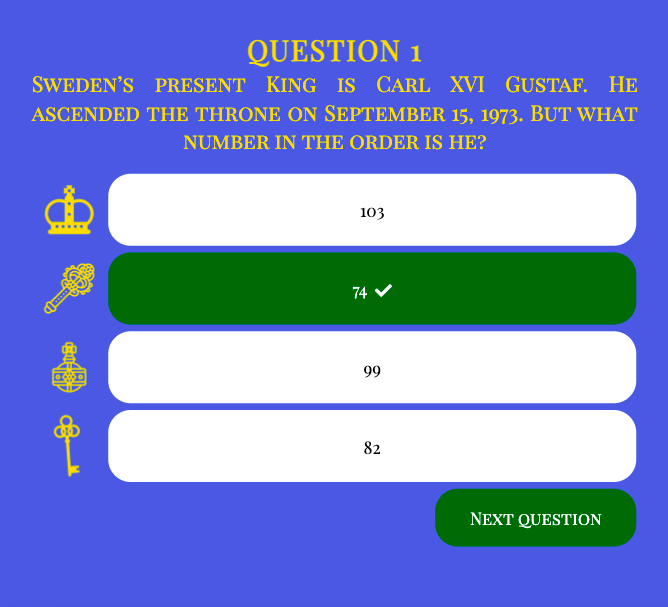 QUESTION 1
Sweden's present King is Carl XVI Gustaf. He
ascended the throne on September 15, 1973. But what
number in the order is he?
103
74
99
82
Next question